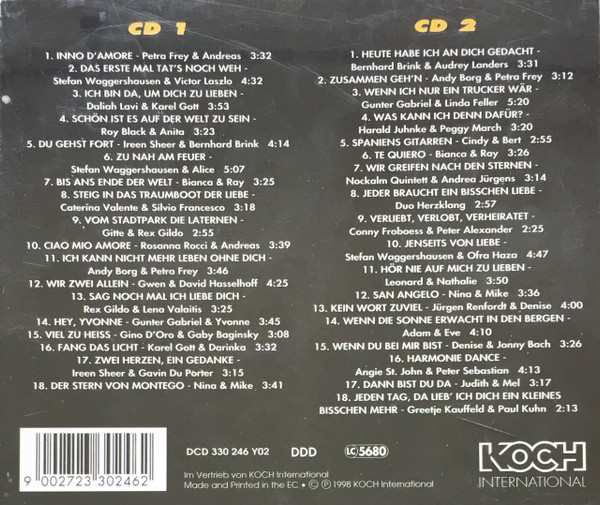 CD 1
1. INNO D'AMORE - Petra Frey & Andreas 3:32
2. DAS ERSTE MAL TAT'S NOCH WEH -
Stefan Waggershausen & Victor Laszlo 4:32
3. ICH BIN DA, UM DICH ZU LIEBEN -
Daliah Lavi & Karel Gott 3:53
4. SCHÖN IST ES AUF DER WELT ZU SEIN -
Roy Black & Anita 3:23
5. DU GEHST FORT - Ireen Sheer & Bernhard Brink 4:14
6. ZU NAH AM FEUER -
Stefan Waggershausen & Alice 5:07
7. BIS ANS ENDE DER WELT - Bianca & Ray 3:25
8. STEIG IN DAS TRAUMBOOT DER LIEBE -
Caterina Valente & Silvio Francesco 3:18
9. VOM STADTPARK DIE LATERNEN -
Gitte & Rex Gildo 2:55
10. CIAO MIO AMORE - Rosanna Rocci & Andreas 3:39
11. ICH KANN NICHT MEHR LEBEN OHNE DICH -
Andy Borg & Petra Frey 3:46
12. WIR ZWEI ALLEIN - Gwen & David Hasselhoff 4:25
13. SAG NOCH MAL ICH LIEBE DICH -
Rex Gildo & Lena Valaitis 3:25
14. HEY, YVONNE - Gunter Gabriel & Yvonne 3:45
15. VIEL ZU HEISS - Gino D'Oro & Gaby Baginsky 3:08
16. FANG DAS LICHT - Karel Gott & Darinka 3:32
17. ZWEI HERZEN, EIN GEDANKE -
Ireen Sheer & Gavin Du Porter 3:15
18. DER STERN VON MONTEGO - Nina & Mike 3:41
CD 2
1. HEUTE HABE ICH AN DICH GEDACHT -
Bernhard Brink & Audrey Landers 3:31
2. ZUSAMMEN GEH'N - Andy Borg & Petra Frey 3:12
3. WENN ICH NUR EIN TRUCKER WÄR -
Gunter Gabriel & Linda Feller 5:20
4. WAS KANN ICH DENN DAFÜR? -
Harald Juhnke & Peggy March 3:20
5. SPANIENS GITARREN - Cindy & Bert 2:55
6. TE QUIERO - Bianca & Ray 3:26
7. WIR GREIFEN NACH DEN STERNEN -
Nockalm Quintett & Andrea Jürgens 3:14
8. JEDER BRAUCHT EIN BISSCHEN LIEBE -
Duo Herzklang 2:57
9. VERLIEBT, VERLOBT, VERHEIRATET -
Conny Froboess & Peter Alexander 2:25
10. JENSEITS VON LIEBE -
Stefan Waggershausen & Ofra Haza 4:47
11. HÖR NIE AUF MICH ZU LIEBEN -
Leonard & Nathalie 3:50
12. SAN ANGELO - Nina & Mike 3:36
13. KEIN WORT ZUVIEL - Jürgen Renfordt & Denise 4:00
14. WENN DIE SONNE ERWACHT IN DEN BERGEN -
Adam & Eve 4:10
15. WENN DU BEI MIR BIST - Denise & Jonny Bach 3:26
16. HARMONIE DANCE -
Angie St. John & Peter Sebastian 4:13
17. DANN BIST DU DA - Judith & Mel 3:17
18. JEDEN TAG, DA LIEB' ICH DICH EIN KLEINES
BISSCHEN MEHR - Greetje Kauffeld & Paul Kuhn 2:13
9 002723 302462
DCD 330 246 Y02 DDD LC 5680
Im Vertrieb von KOCH International
Made and Printed in the EC • © ℗ 1998 KOCH International
KOCH
INTERNATIONAL